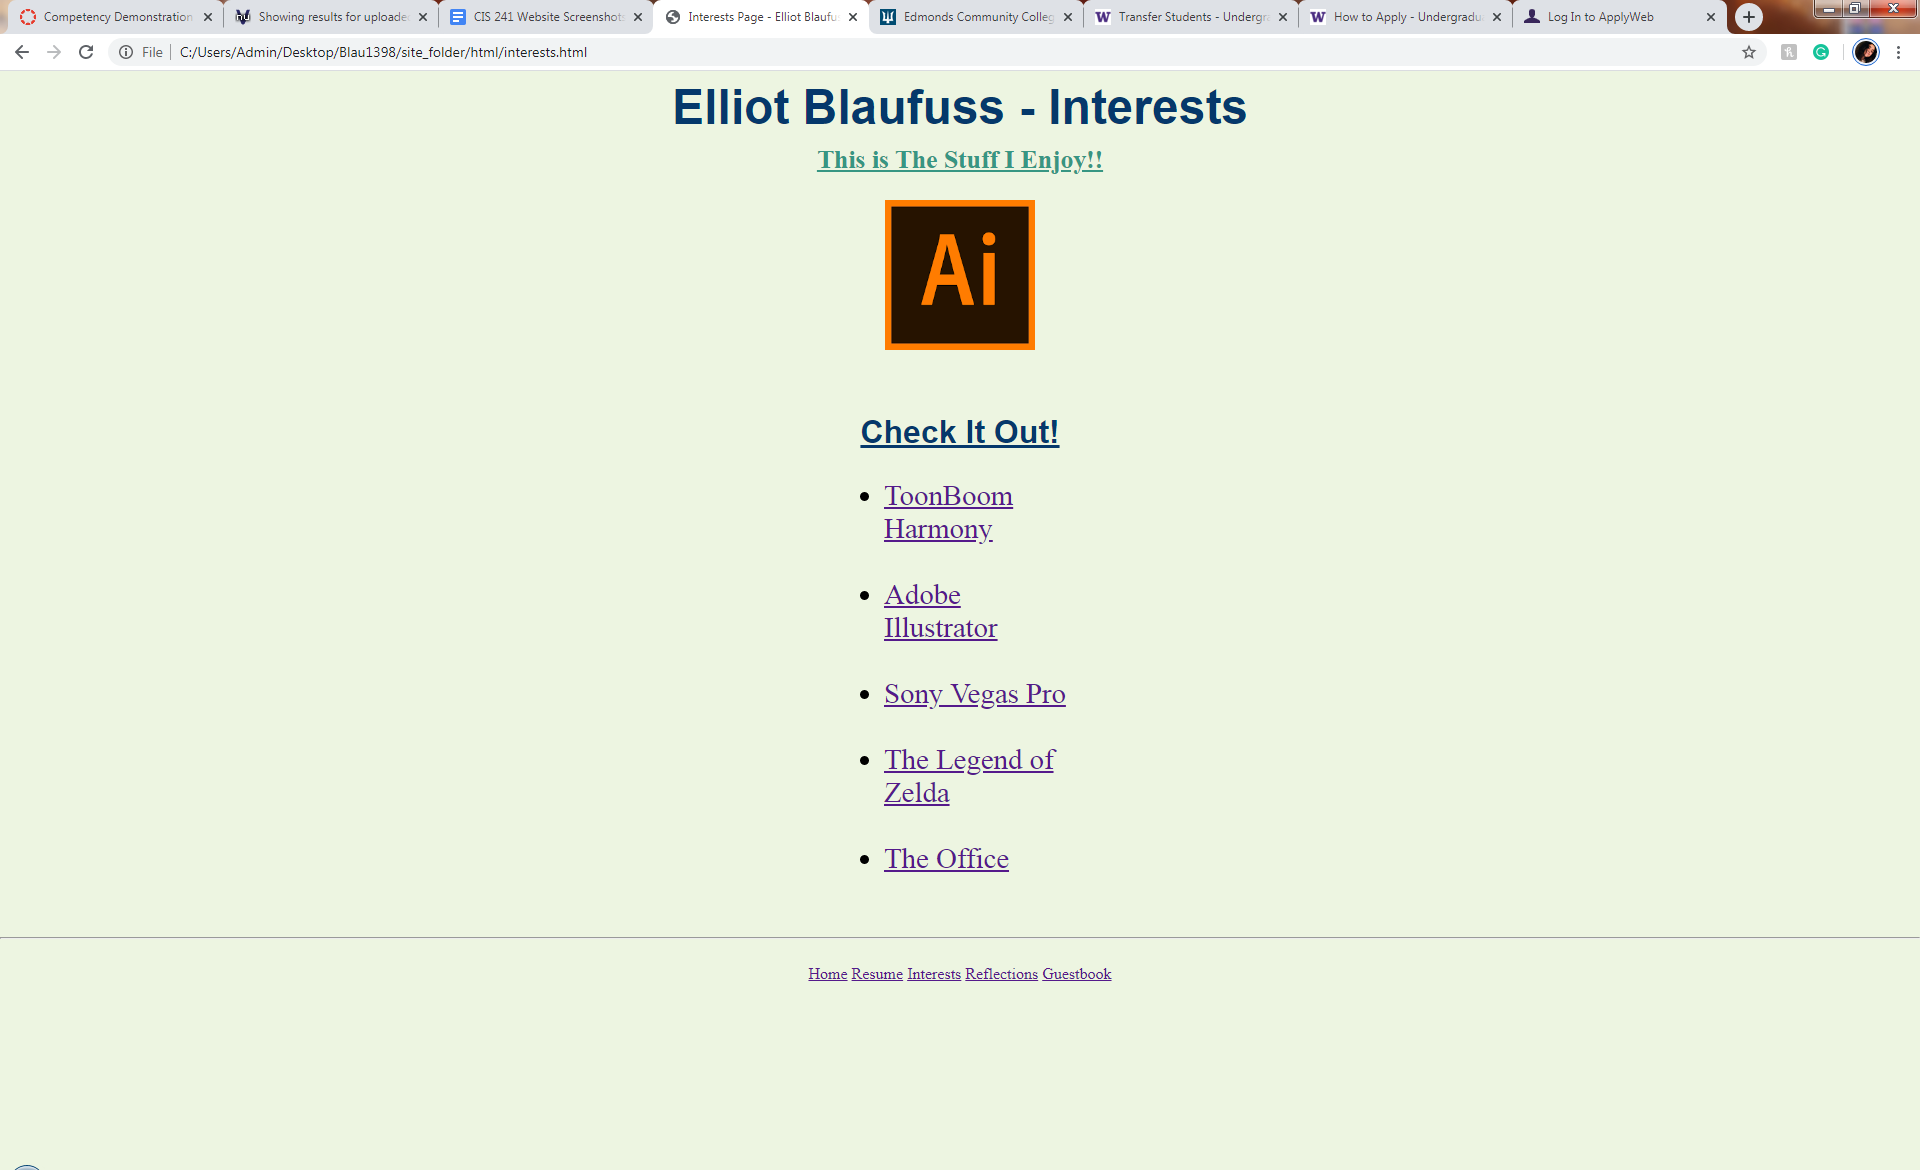 Competency Demonstration
Showing results for uploaded
CIS 241 Website Screenshots
Interests Page - Elliot Blaufu
Edmonds Community Colleg
Transfer Students - Undergra
How to Apply - Undergradu
Log In to ApplyWeb
File
C:/Users/Admin/Desktop/Blau1398/site_folder/html/interests.html
Elliot Blaufuss - Interests
This is The Stuff I Enjoy!!
Ai
Check It Out!
ToonBoom
Harmony
Adobe
Illustrator
Sony Vegas Pro
The Legend of
Zelda
The Office
Home Resume Interests Reflections Guestbook